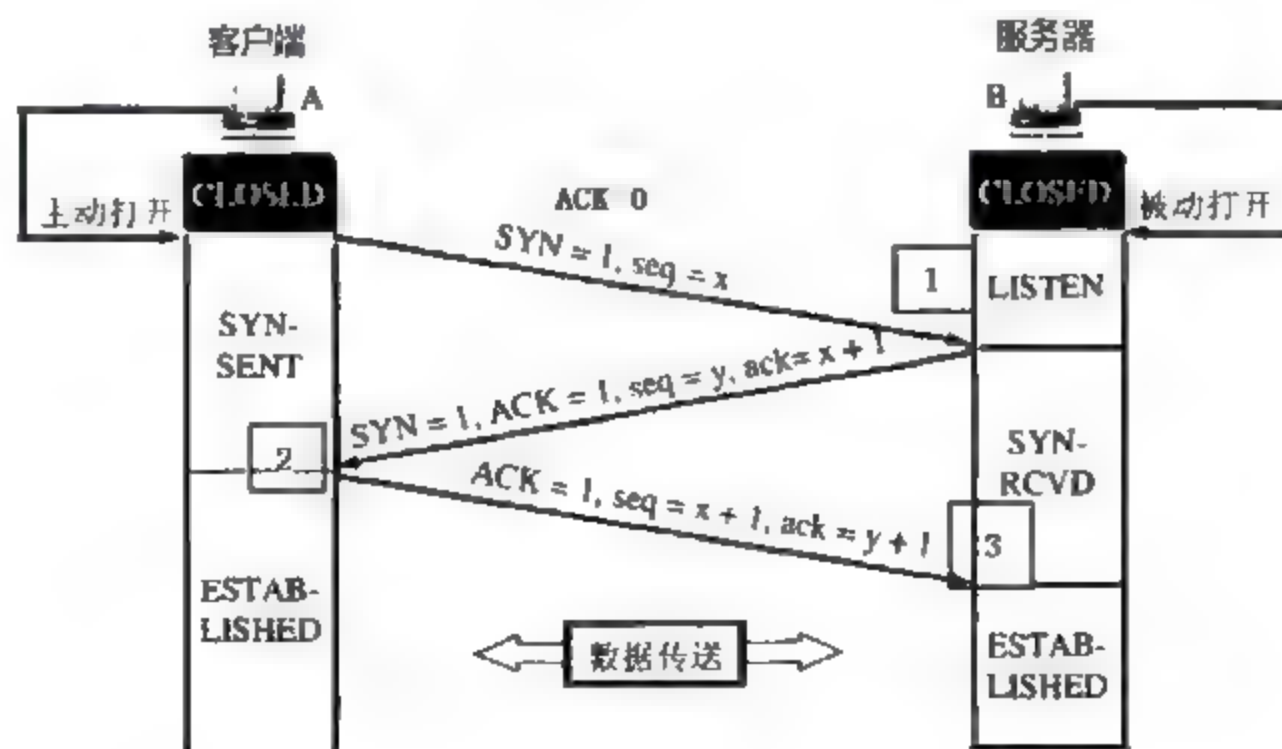 客户端
服务器
A
B
CLOSED
CLOSED
主动打开
ACK 0
被动打开
SYN = 1, seq = x
1
LISTEN
SYN-
SENT
SYN = 1, ACK = 1, seq = y, ack= x + 1
2
SYN-
RCVD
ACK = 1, seq = x + 1, ack = y + 1
3
ESTAB-
LISHED
数据传送
ESTAB-
LISHED